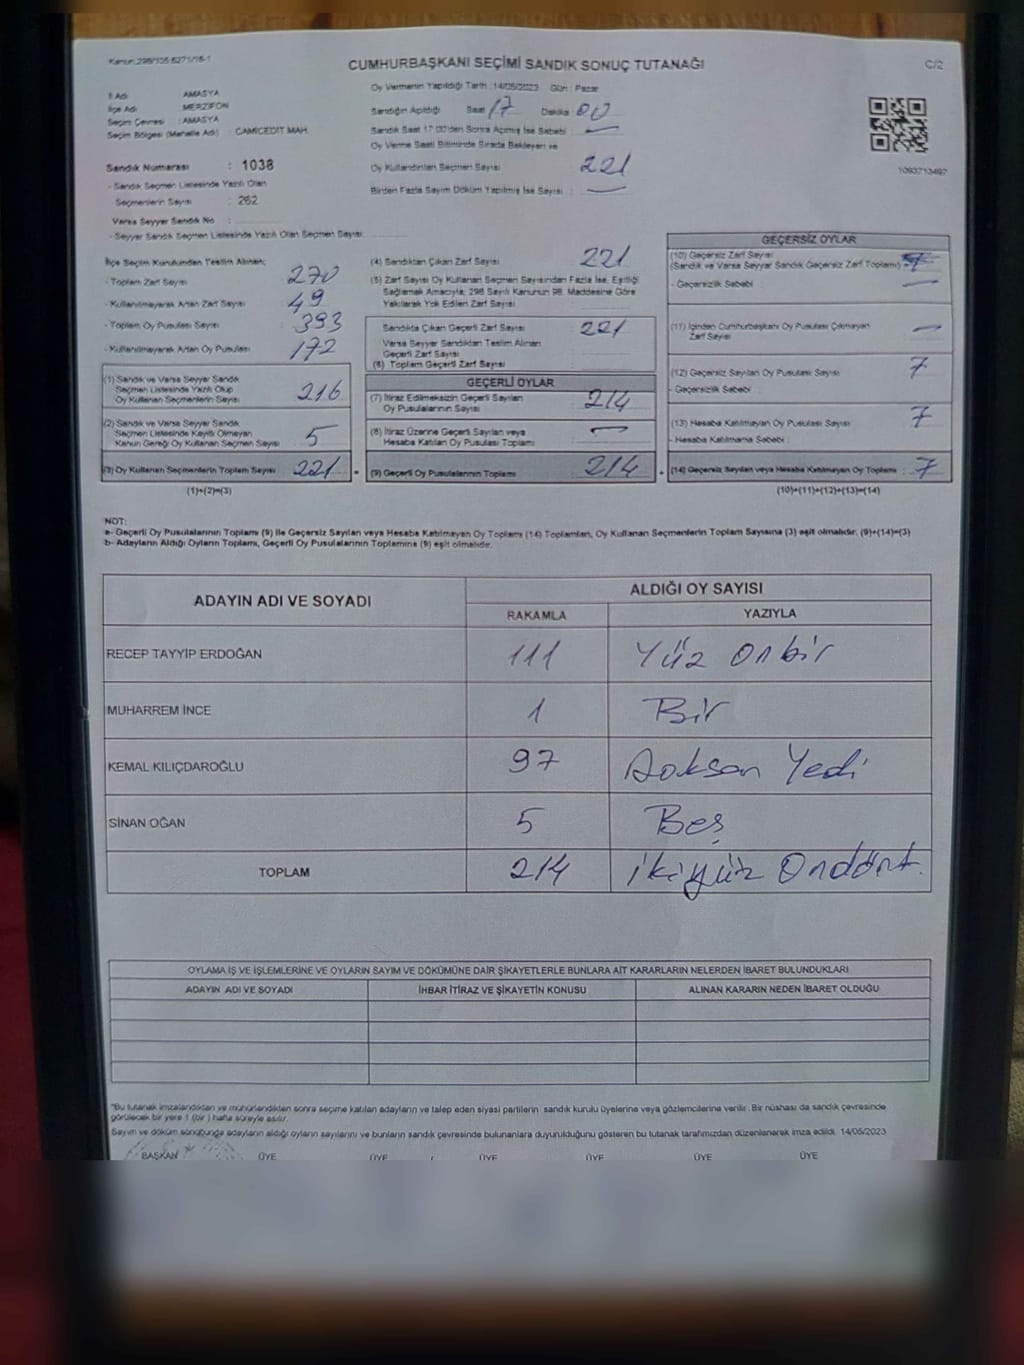 Kanun:298/105-6271/18-1
CUMHURBAŞKANI SEÇİMİ SANDIK SONUÇ TUTANAĞI
C/2
İl Adı : AMASYA
İlçe Adı : MERZİFON
Seçim Çevresi : AMASYA
Seçim Bölgesi (Mahalle Adı) : CAMİCEDİT MAH.
Sandık Numarası : 1038
- Sandık Seçmen Listesinde Yazılı Olan
Seçmenlerin Sayısı : 262
Varsa Seyyar Sandık No :
- Seyyar Sandık Seçmen Listesinde Yazılı Olan Seçmen Sayısı
Oy Vermenin Yapıldığı Tarih : 14/05/2023 Gün : Pazar
Sandığın Açıldığı Saat 17 Dakika : 00
Sandık Saat 17.00'den Sonra Açılmış İse Sebebi : —
Oy Verme Saati Bitiminde Sırada Bekleyen ve
Oy Kullandırılan Seçmen Sayısı 221
Birden Fazla Sayım Döküm Yapılmış İse Sayısı : —
1093713497
İlçe Seçim Kurulundan Teslim Alınan;
- Toplam Zarf Sayısı : 270
- Kullanılmayarak Artan Zarf Sayısı : 49
- Toplam Oy Pusulası Sayısı : 393
- Kullanılmayarak Artan Oy Pusulası : 172
(1) Sandık ve Varsa Seyyar Sandık
Seçmen Listesinde Yazılı Olup
Oy Kullanan Seçmenlerin Sayısı : 216
(2) Sandık ve Varsa Seyyar Sandık
Seçmen Listesinde Kayıtlı Olmayan
Kanun Gereği Oy Kullanan Seçmen Sayısı : 5
(3) Oy Kullanan Seçmenlerin Toplam Sayısı : 221
(1)+(2)=(3)
(4) Sandıktan Çıkan Zarf Sayısı : 221
(5) Zarf Sayısı Oy Kullanan Seçmen Sayısından Fazla İse, Eşitliği
Sağlamak Amacıyla; 298 Sayılı Kanunun 98. Maddesine Göre
Yakılarak Yok Edilen Zarf Sayısı
Sandıkta Çıkan Geçerli Zarf Sayısı : 221
Varsa Seyyar Sandıktan Teslim Alınan
Geçerli Zarf Sayısı
(6) Toplam Geçerli Zarf Sayısı :
GEÇERLİ OYLAR
(7) İtiraz Edilmeksizin Geçerli Sayılan
Oy Pusulalarının Sayısı : 214
(8) İtiraz Üzerine Geçerli Sayılan veya
Hesaba Katılan Oy Pusulası Toplamı : —
(9) Geçerli Oy Pusulalarının Toplamı : 214
GEÇERSİZ OYLAR
(10) Geçersiz Zarf Sayısı
(Sandık ve Varsa Seyyar Sandık Geçersiz Zarf Toplamı) :
- Geçersizlik Sebebi : —
(11) İçinden Cumhurbaşkanı Oy Pusulası Çıkmayan
Zarf Sayısı : —
(12) Geçersiz Sayılan Oy Pusulası Sayısı : 7
- Geçersizlik Sebebi :
(13) Hesaba Katılmayan Oy Pusulası Sayısı : 7
- Hesaba Katılmama Sebebi :
(14) Geçersiz Sayılan veya Hesaba Katılmayan Oy Toplamı : 7
(10)+(11)+(12)+(13)=(14)
NOT:
a- Geçerli Oy Pusulalarının Toplamı (9) ile Geçersiz Sayılan veya Hesaba Katılmayan Oy Toplamı (14) Toplamları, Oy Kullanan Seçmenlerin Toplam Sayısına (3) eşit olmalıdır. (9)+(14)=(3)
b- Adayların Aldığı Oyların Toplamı, Geçerli Oy Pusulalarının Toplamına (9) eşit olmalıdır.
ADAYIN ADI VE SOYADI
ALDIĞI OY SAYISI
RAKAMLA YAZIYLA
RECEP TAYYİP ERDOĞAN 111 Yüz Onbir
MUHARREM İNCE 1 Bir
KEMAL KILIÇDAROĞLU 97 Doksan Yedi
SİNAN OĞAN 5 Beş
TOPLAM 214 ikiyüz Ondört.
OYLAMA İŞ VE İŞLEMLERİNE VE OYLARIN SAYIM VE DÖKÜMÜNE DAİR ŞİKAYETLERLE BUNLARA AİT KARARLARIN NELERDEN İBARET BULUNDUKLARI
ADAYIN ADI VE SOYADI İHBAR İTİRAZ VE ŞİKAYETİN KONUSU ALINAN KARARIN NEDEN İBARET OLDUĞU
"Bu tutanak imzalandıktan ve mühürlendikten sonra seçime katılan adayların ve talep eden siyasi partilerin sandık kurulu üyelerine veya gözlemcilerine verilir. Bir nüshası da sandık çevresinde
görülecek bir yere 1 (bir ) hafta süreyle asılır.
Sayım ve döküm sonucunda adayların aldığı oyların sayılarını ve bunların sandık çevresinde bulunanlara duyurulduğunu gösteren bu tutanak tarafımızdan düzenlenerek imza edildi. 14/05/2023
BAŞKAN ÜYE ÜYE ÜYE ÜYE ÜYE ÜYE